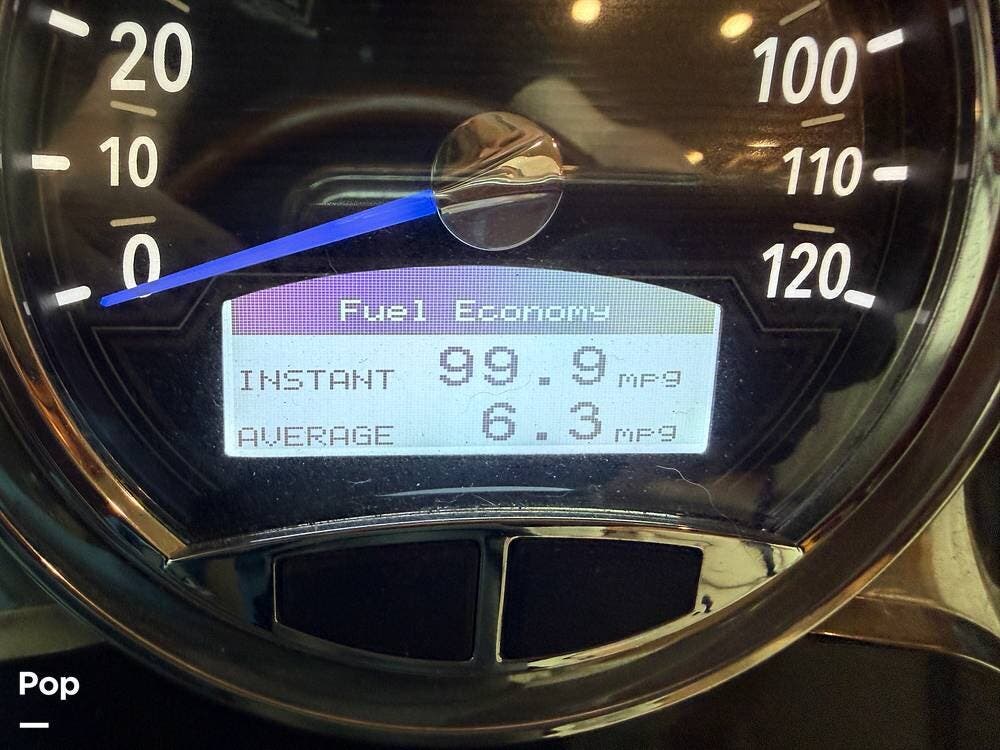 20
100
10
110
0
120
Fuel Economy
INSTANT 99.9 mpg
AVERAGE 6.3 mpg
Pop